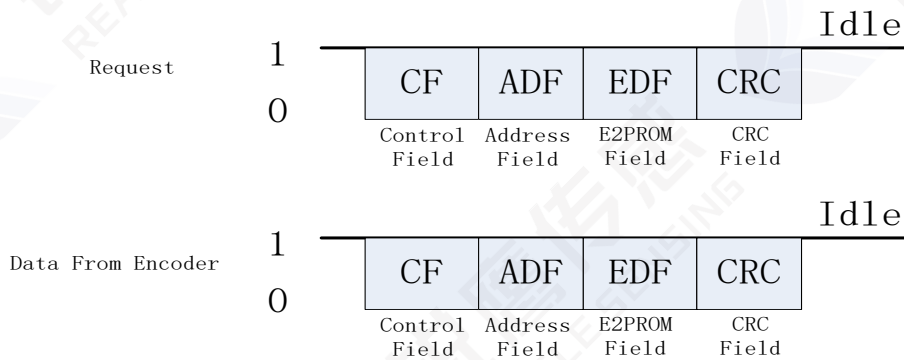 Idle
Request
1
0
CF ADF EDF CRC
Control Field Address Field E2PROM Field CRC Field
Idle
Data From Encoder
1
0
CF ADF EDF CRC
Control Field Address Field E2PROM Field CRC Field